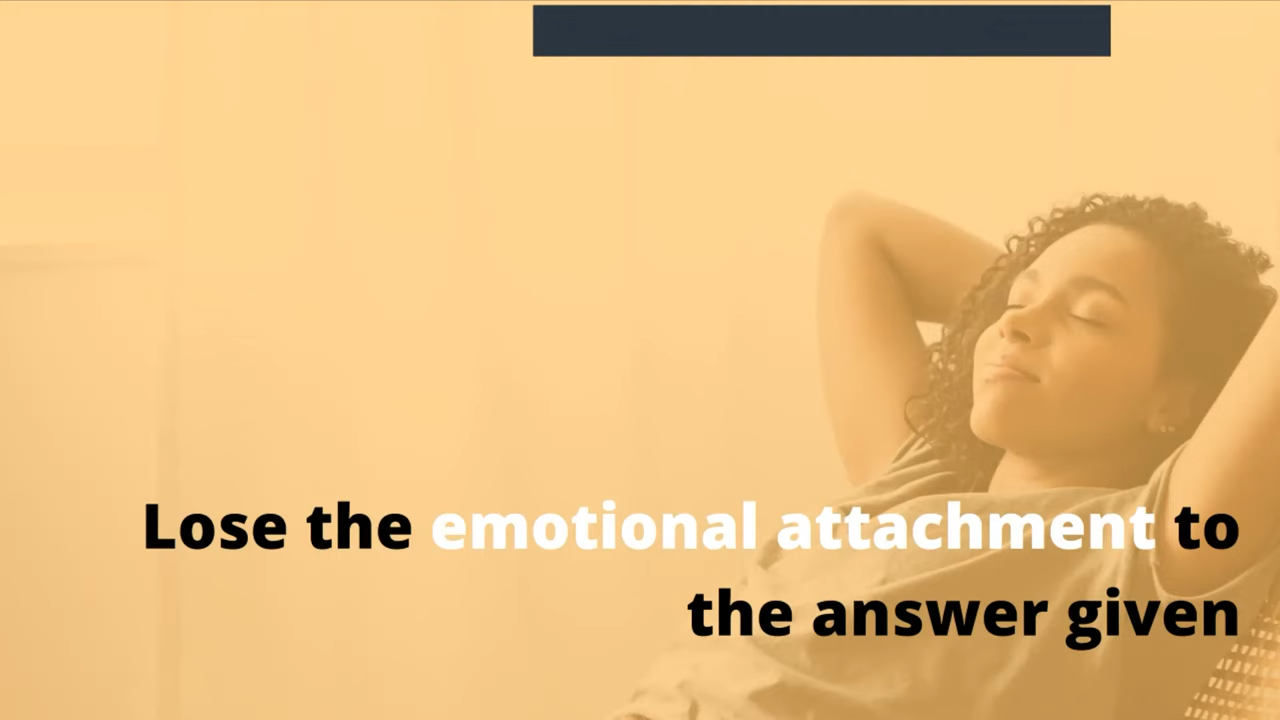 Lose the emotional attachment to
the answer given